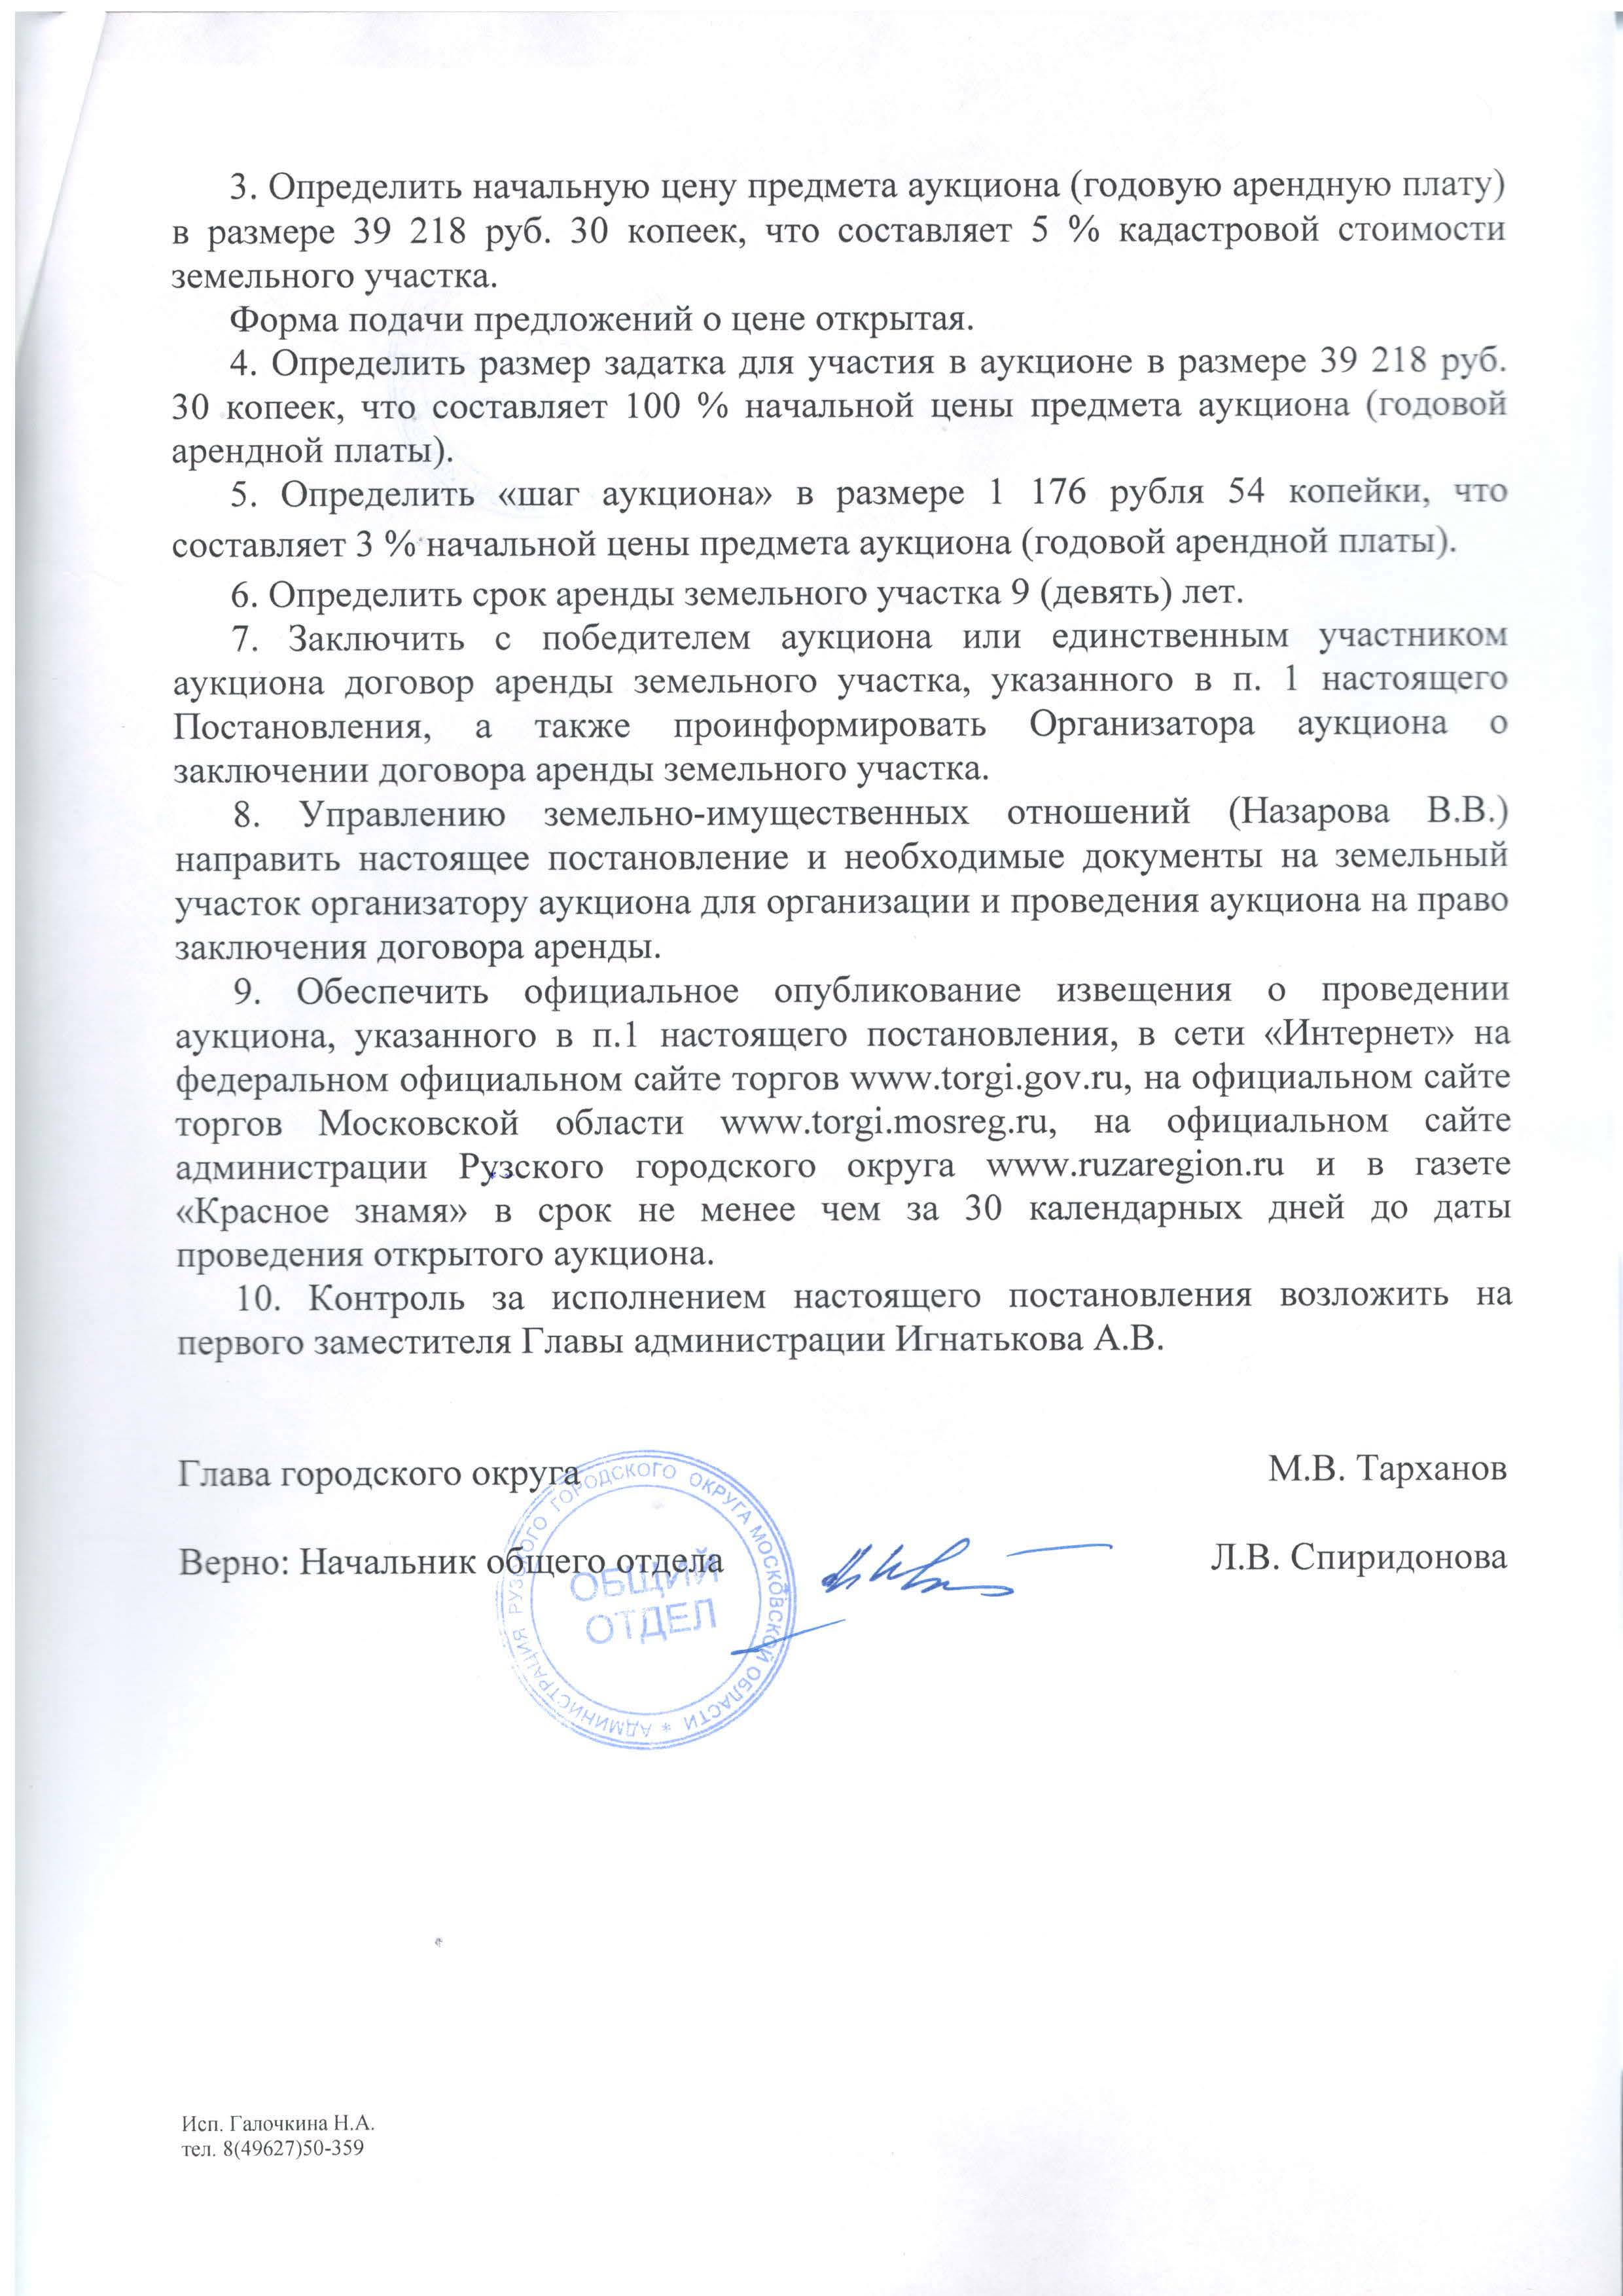 3. Определить начальную цену предмета аукциона (годовую арендную плату)
в размере 39 218 руб. 30 копеек, что составляет 5 % кадастровой стоимости
земельного участка.
Форма подачи предложений о цене открытая.
4. Определить размер задатка для участия в аукционе в размере 39 218 руб.
30 копеек, что составляет 100 % начальной цены предмета аукциона (годовой
арендной платы).
5. Определить «шаг аукциона» в размере 1 176 рубля 54 копейки, что
составляет 3 % начальной цены предмета аукциона (годовой арендной платы).
6. Определить срок аренды земельного участка 9 (девять) лет.
7. Заключить с победителем аукциона или единственным участником
аукциона договор аренды земельного участка, указанного в п. 1 настоящего
Постановления, а также проинформировать Организатора аукциона о
заключении договора аренды земельного участка.
8. Управлению земельно-имущественных отношений (Назарова В.В.)
направить настоящее постановление и необходимые документы на земельный
участок организатору аукциона для организации и проведения аукциона на право
заключения договора аренды.
9. Обеспечить официальное опубликование извещения о проведении
аукциона, указанного в п.1 настоящего постановления, в сети «Интернет» на
федеральном официальном сайте торгов www.torgi.gov.ru, на официальном сайте
торгов Московской области www.torgi.mosreg.ru, на официальном сайте
администрации Рузского городского округа www.ruzaregion.ru и в газете
«Красное знамя» в срок не менее чем за 30 календарных дней до даты
проведения открытого аукциона.
10. Контроль за исполнением настоящего постановления возложить на
первого заместителя Главы администрации Игнатькова А.В.
Глава городского округа М.В. Тарханов
Верно: Начальник общего отдела Л.В. Спиридонова
АДМИНИСТРАЦИЯ РУЗСКОГО ГОРОДСКОГО ОКРУГА МОСКОВСКОЙ ОБЛАСТИ *
ОБЩИЙ
ОТДЕЛ
Исп. Галочкина Н.А.
тел. 8(49627)50-359